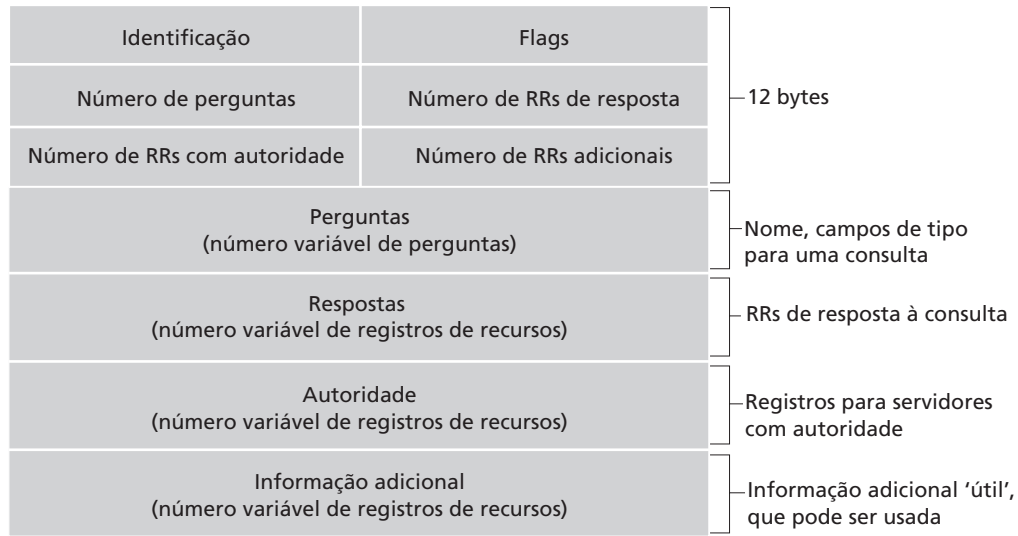 Identificação
Flags
Número de perguntas
Número de RRs de resposta
Número de RRs com autoridade
Número de RRs adicionais
12 bytes
Perguntas
(número variável de perguntas)
Nome, campos de tipo
para uma consulta
Respostas
(número variável de registros de recursos)
RRs de resposta à consulta
Autoridade
(número variável de registros de recursos)
Registros para servidores
com autoridade
Informação adicional
(número variável de registros de recursos)
Informação adicional ‘útil’,
que pode ser usada